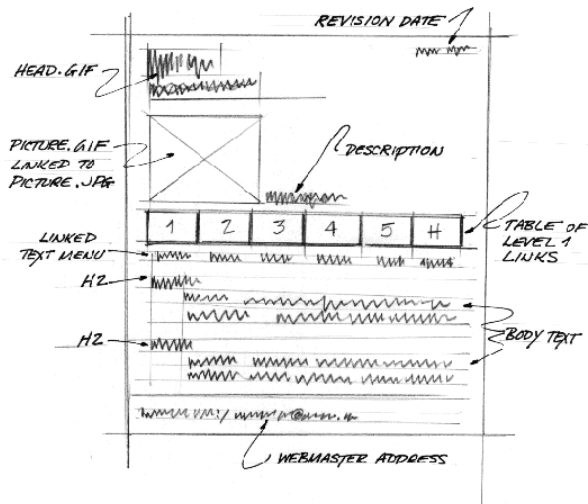 REVISION DATE
HEAD.GIF
PICTURE.GIF
LINKED TO
PICTURE.JPG
DESCRIPTION
1 2 3 4 5 H
TABLE OF
LEVEL 1
LINKS
LINKED
TEXT MENU
H2
H2
BODY TEXT
@
WEBMASTER ADDRESS